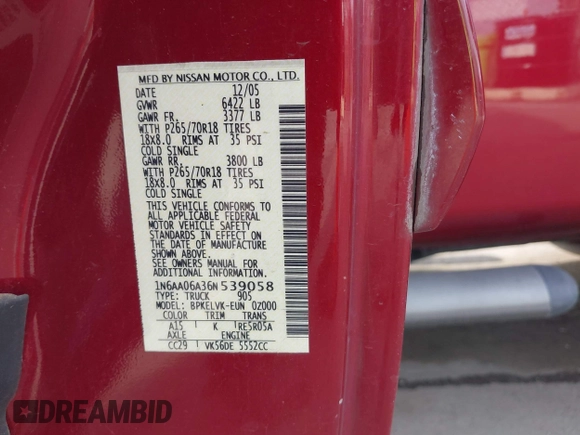 MFD BY NISSAN MOTOR CO., LTD.
DATE 12/05
GVWR 6422 LB
GAWR FR. 3377 LB
WITH P265/70R18 TIRES
18x8.0 RIMS AT 35 PSI
COLD SINGLE
GAWR RR. 3800 LB
WITH P265/70R18 TIRES
18x8.0 RIMS AT 35 PSI
COLD SINGLE
THIS VEHICLE CONFORMS TO
ALL APPLICABLE FEDERAL
MOTOR VEHICLE SAFETY
STANDARDS IN EFFECT ON
THE DATE OF MANUFACTURE
SHOWN ABOVE.
SEE OWNERS MANUAL FOR
ADDITIONAL INFORMATION.
1N6AA06A36N539058
TYPE: TRUCK 905
MODEL: BPKELVK-EUN 02000
COLOR TRIM TRANS
A15 K RE5R05A
AXLE ENGINE
CC29 VK56DE 5552CC
DREAMBID